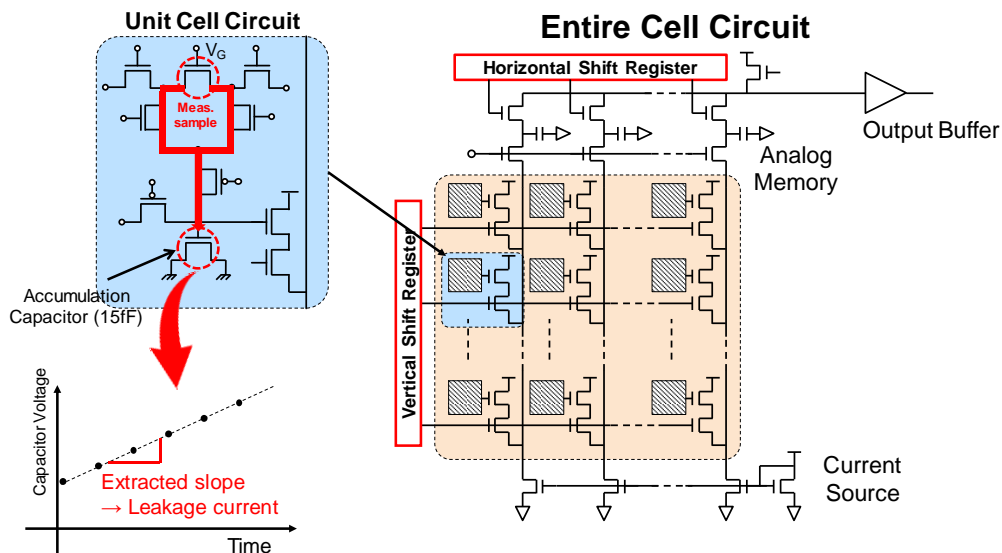 Unit Cell Circuit
V_G
Meas.
sample
Accumulation
Capacitor (15fF)
Capacitor Voltage
Extracted slope
→ Leakage current
Time
Entire Cell Circuit
Horizontal Shift Register
Output Buffer
Analog
Memory
Vertical Shift Register
Current
Source